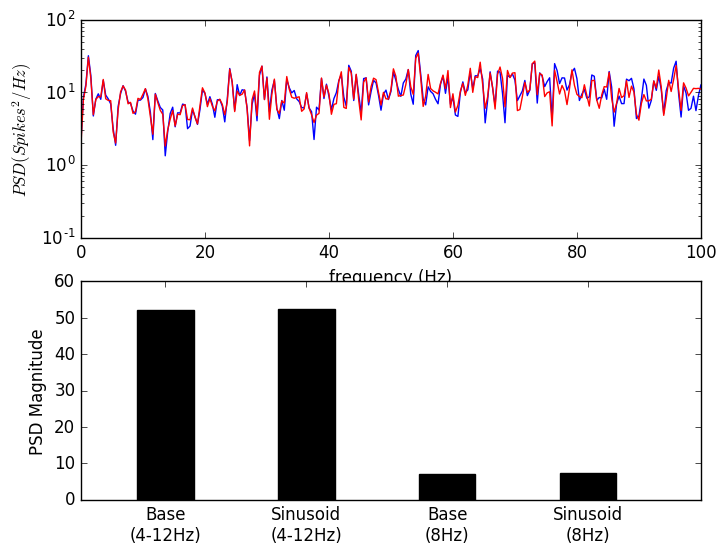 10^2
10^1
10^0
10^-1
PSD(Spikes^2/Hz)
0 20 40 60 80 100
frequency (Hz)
60
50
40
30
20
10
0
PSD Magnitude
Base Sinusoid Base Sinusoid
(4-12Hz) (4-12Hz) (8Hz) (8Hz)